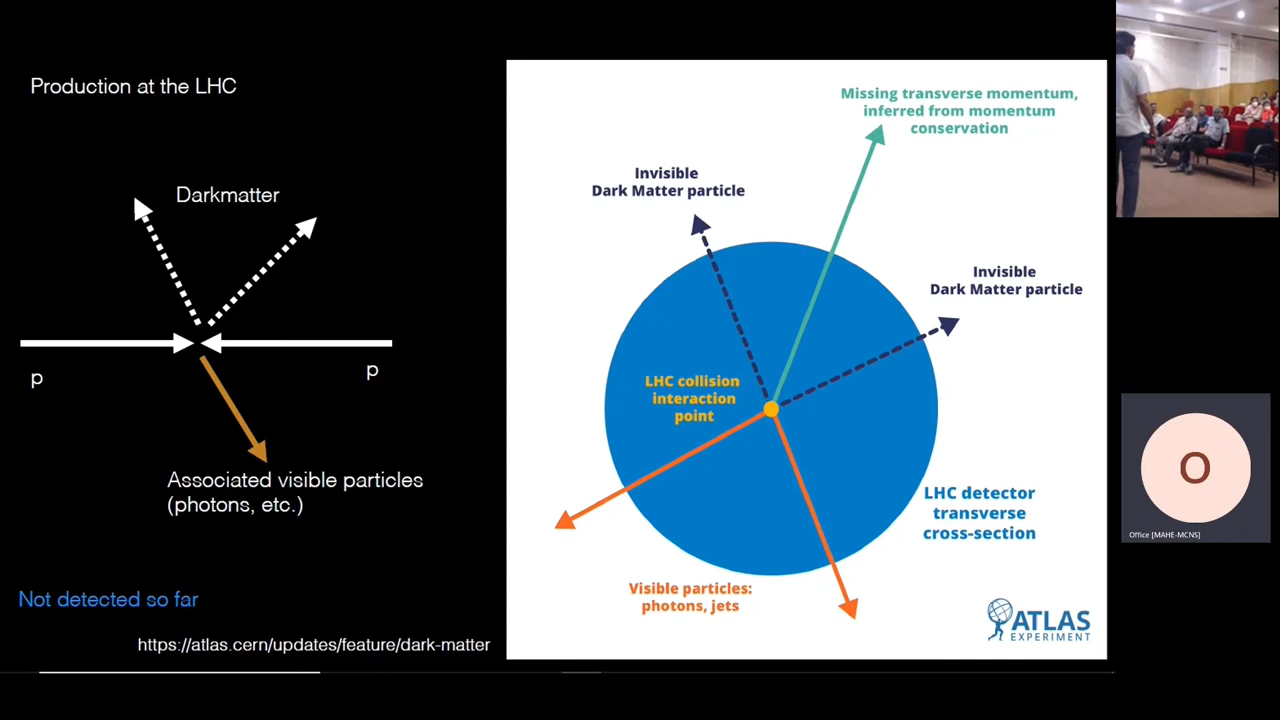 Production at the LHC
Darkmatter
p
p
Associated visible particles
(photons, etc.)
Not detected so far
https://atlas.cern/updates/feature/dark-matter
Missing transverse momentum,
inferred from momentum
conservation
Invisible
Dark Matter particle
Invisible
Dark Matter particle
LHC collision
interaction
point
LHC detector
transverse
cross-section
Visible particles:
photons, jets
ATLAS
EXPERIMENT
O
Office [MAHE-MCNS]